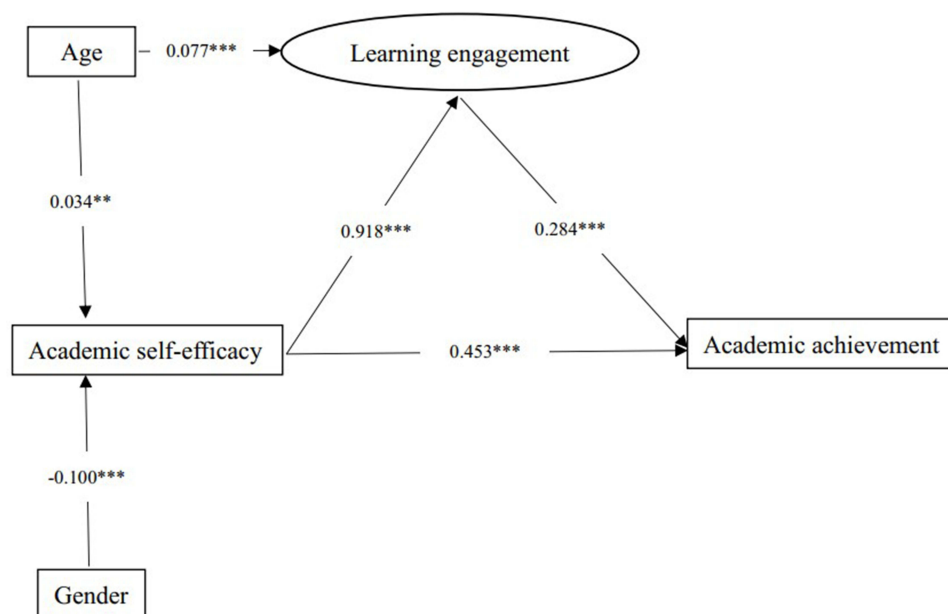 Age
0.077***
Learning engagement
0.034**
0.918***
0.284***
Academic self-efficacy
0.453***
Academic achievement
-0.100***
Gender